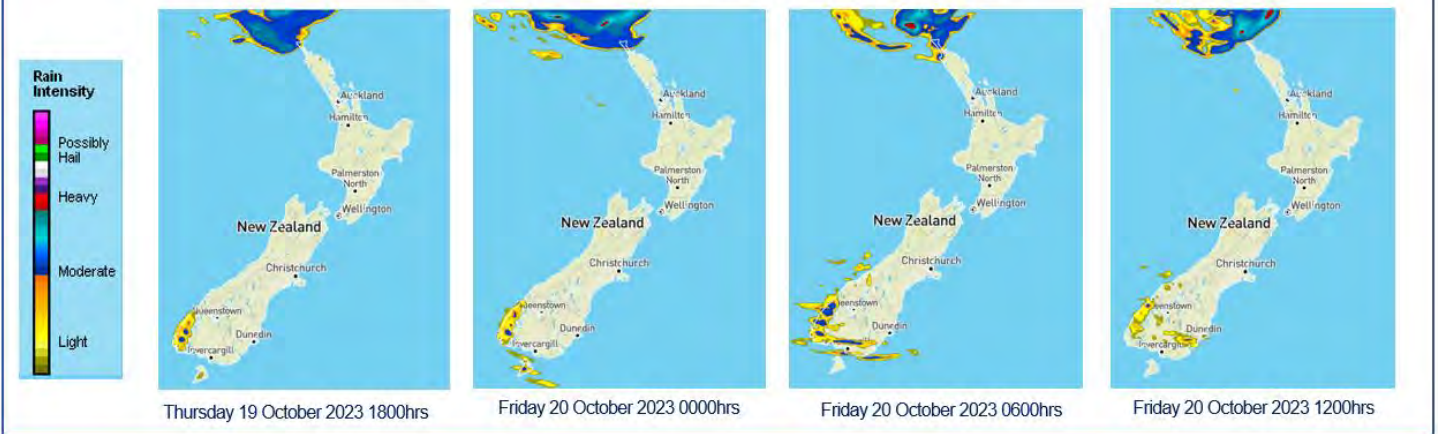 Rain
Intensity
Possibly
Hail
Heavy
Moderate
Light
Auckland
Hamilton
Palmerston
North
Wellington
New Zealand
Christchurch
Queenstown
Dunedin
Invercargill
Thursday 19 October 2023 1800hrs
Auckland
Hamilton
Palmerston
North
Wellington
New Zealand
Christchurch
Queenstown
Dunedin
Invercargill
Friday 20 October 2023 0000hrs
Auckland
Hamilton
Palmerston
North
Wellington
New Zealand
Christchurch
Queenstown
Dunedin
Friday 20 October 2023 0600hrs
Auckland
Hamilton
Palmerston
North
Wellington
New Zealand
Christchurch
Queenstown
Dunedin
Invercargill
Friday 20 October 2023 1200hrs